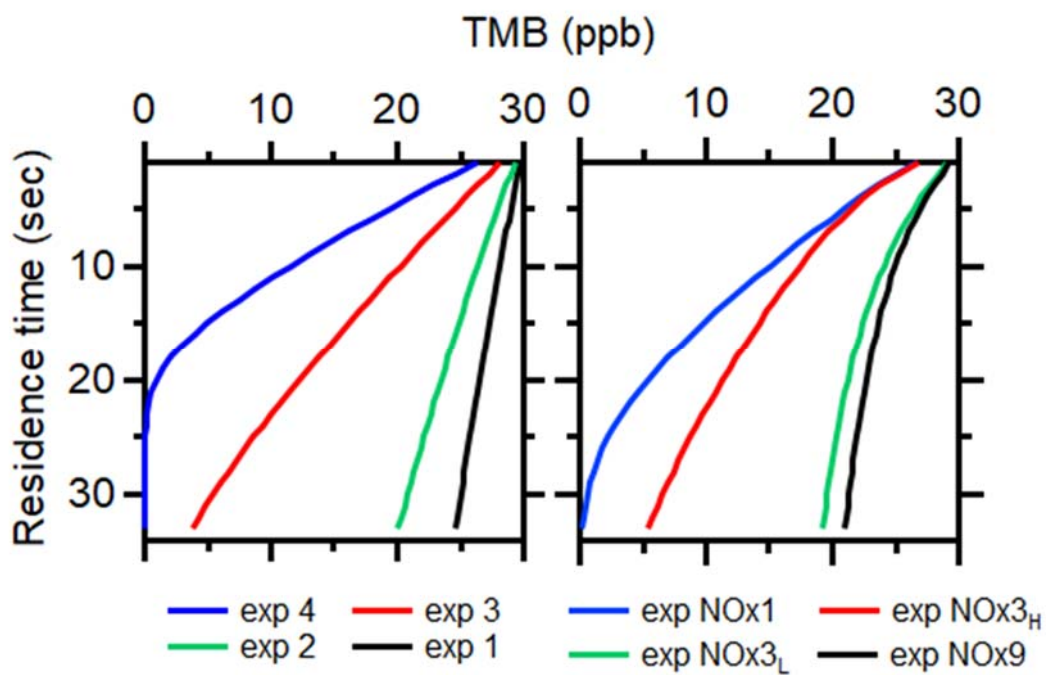 TMB (ppb)
0 10 20 30 0 10 20 30
Residence time (sec)
10
20
30
exp 4 exp 3 exp NOx1 exp NOx3H
exp 2 exp 1 exp NOx3L exp NOx9